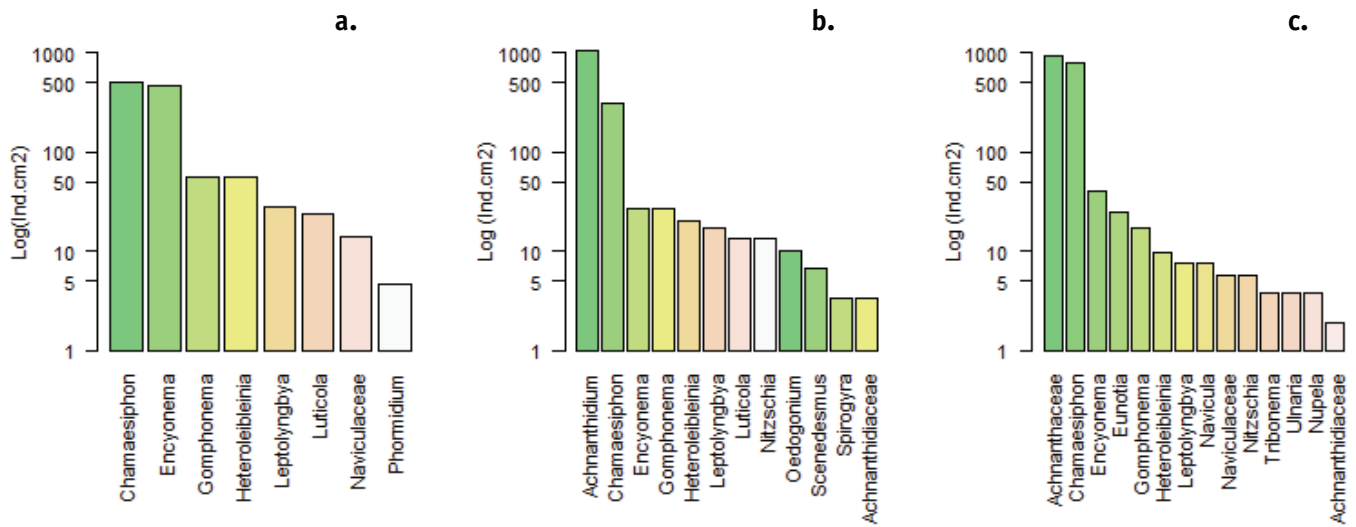 a.
Log(Ind.cm2)
1000
500
100
50
10
5
1
Chamaesiphon
Encyonema
Gomphonema
Heteroleibleinia
Leptolyngbya
Luticola
Naviculaceae
Phormidium
b.
Log (Ind.cm2)
1000
500
100
50
10
5
1
Achnanthidium
Chamaesiphon
Encyonema
Gomphonema
Heteroleibleinia
Leptolyngbya
Luticola
Nitzschia
Oedogonium
Scenedesmus
Spirogyra
Achnanthidiaceae
c.
Log (Ind.cm2)
1000
500
100
50
10
5
1
Achnanthaceae
Chamaesiphon
Encyonema
Eunotia
Gomphonema
Heteroleibleinia
Leptolyngbya
Navicula
Naviculaceae
Nitzschia
Tribonema
Ulnaria
Nupela
Achnanthidiaceae